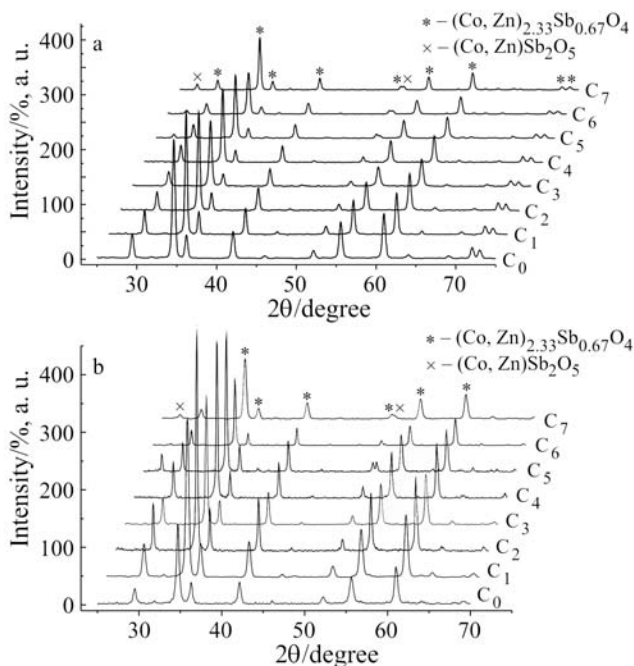 a
* – (Co, Zn)2.33Sb0.67O4
× – (Co, Zn)Sb2O5
Intensity/%, a. u.
400
300
200
100
0
C7
C6
C5
C4
C3
C2
C1
C0
30 40 50 60 70
2θ/degree
b
* – (Co, Zn)2.33Sb0.67O4
× – (Co, Zn)Sb2O5
Intensity/%, a. u.
400
300
200
100
0
C7
C6
C5
C4
C3
C2
C1
C0
30 40 50 60 70
2θ/degree